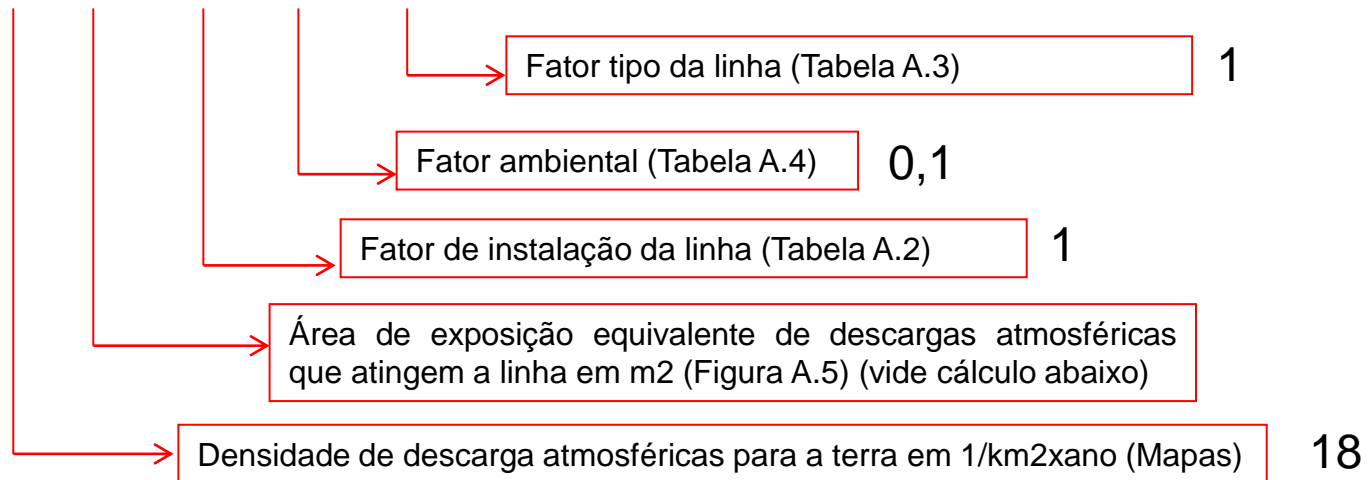 Fator tipo da linha (Tabela A.3) 1
Fator ambiental (Tabela A.4) 0,1
Fator de instalação da linha (Tabela A.2) 1
Área de exposição equivalente de descargas atmosféricas
que atingem a linha em m2 (Figura A.5) (vide cálculo abaixo)
Densidade de descarga atmosféricas para a terra em 1/km2xano (Mapas) 18